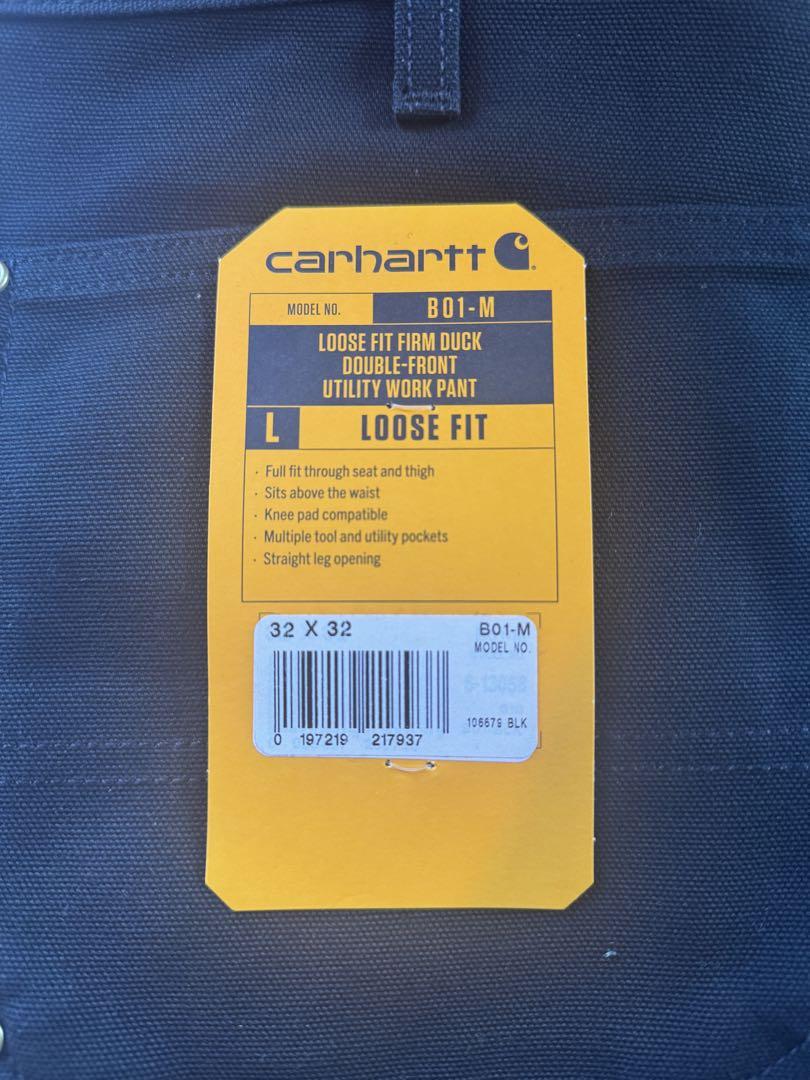 carhartt
MODEL NO. B01-M
LOOSE FIT FIRM DUCK
DOUBLE-FRONT
UTILITY WORK PANT
L LOOSE FIT
· Full fit through seat and thigh
· Sits above the waist
· Knee pad compatible
· Multiple tool and utility pockets
· Straight leg opening
32 X 32 B01-M
MODEL NO.
106679 BLK
0 197219 217937